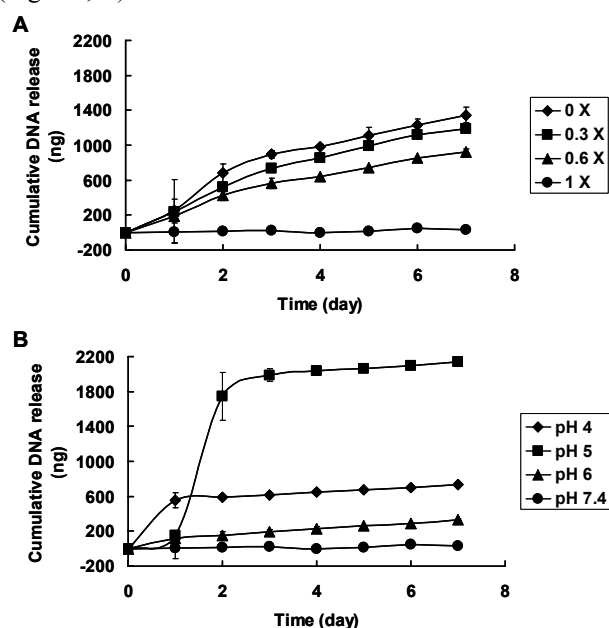 A
2200
1800
1400
1000
600
200
-200
Cumulative DNA release
(ng)
0 2 4 6 8
Time (day)
0 X
0.3 X
0.6 X
1 X
B
2200
1800
1400
1000
600
200
-200
Cumulative DNA release
(ng)
0 2 4 6 8
Time (day)
pH 4
pH 5
pH 6
pH 7.4